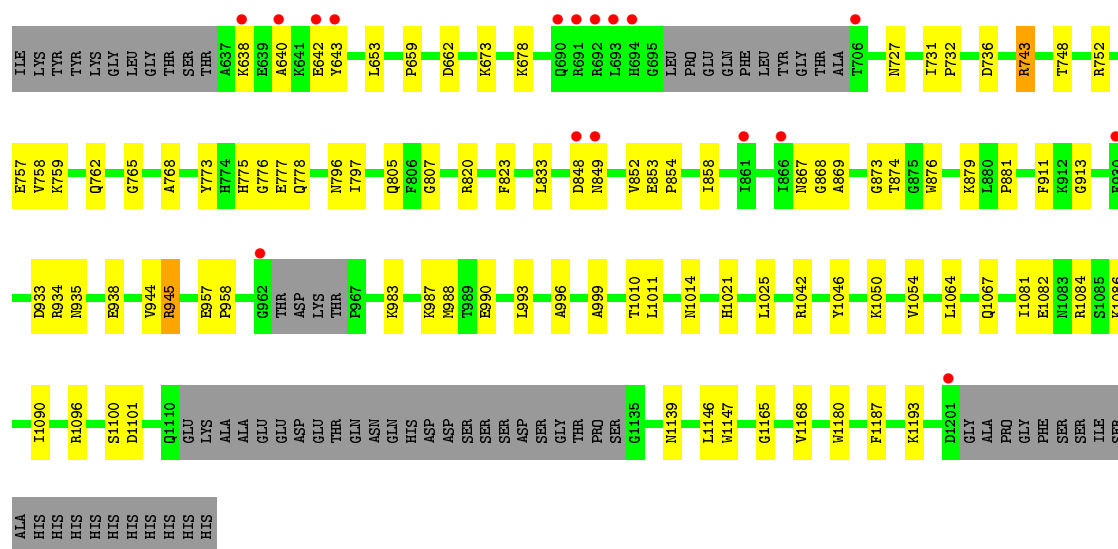 ILE LYS TYR TYR LYS GLY LEU GLY THR SER THR A637 K638 E639 A640 K641 E642 Y643 L653 P659 D662 K673 K678 Q690 R691 R692 L693 H694 G695 LEU PRO GLU GLN PHE LEU TYR GLY THR ALA T706 N727 I731 P732 D736 R743 T748 R752
E757 V758 K759 Q762 G765 A768 Y773 H774 H775 G776 E777 Q778 N796 I797 Q805 F806 G807 R820 F823 L833 D848 N849 V852 E853 P854 I858 I861 I866 N867 G868 A869 G873 T874 G875 W876 K879 L880 P881 F911 K912 G913
D933 R934 N935 E938 V944 R945 E957 P958 G962 THR ASP LYS THR P967 K983 K987 M988 T989 E990 L993 A996 A999 T1010 L1011 N1014 H1021 L1025 R1042 Y1046 K1050 V1054 L1064 Q1067 I1081 E1082 N1083 R1084 S1085 K1086
I1090 R1096 S1100 D1101 Q1110 GLU LYS ALA ALA GLU GLU ASP GLU THR GLN ASN GLN HIS ASP ASP SER SER SER ASP SER GLY THR PRO SER G1135 N1139 L1146 W1147 G1165 V1168 W1180 F1187 K1193 D1201 GLY ALA PRO GLY PHE SER SER ILE SER
ALA HIS HIS HIS HIS HIS HIS HIS HIS HIS HIS